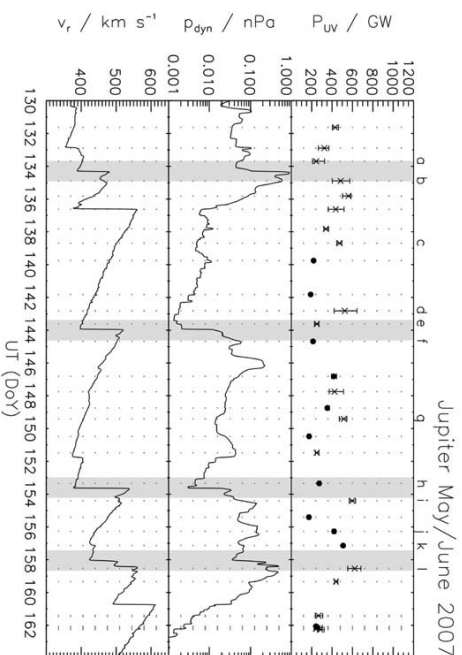 Jupiter May/June 2007
1200
1000
800
600
400
200
P_UV / GW
a b c d e f g h i j k l
1.000
0.100
0.010
0.001
p_dyn / nPa
600
500
400
v_r / km s⁻¹
130 132 134 136 138 140 142 144 146 148 150 152 154 156 158 160 162
UT (DoY)